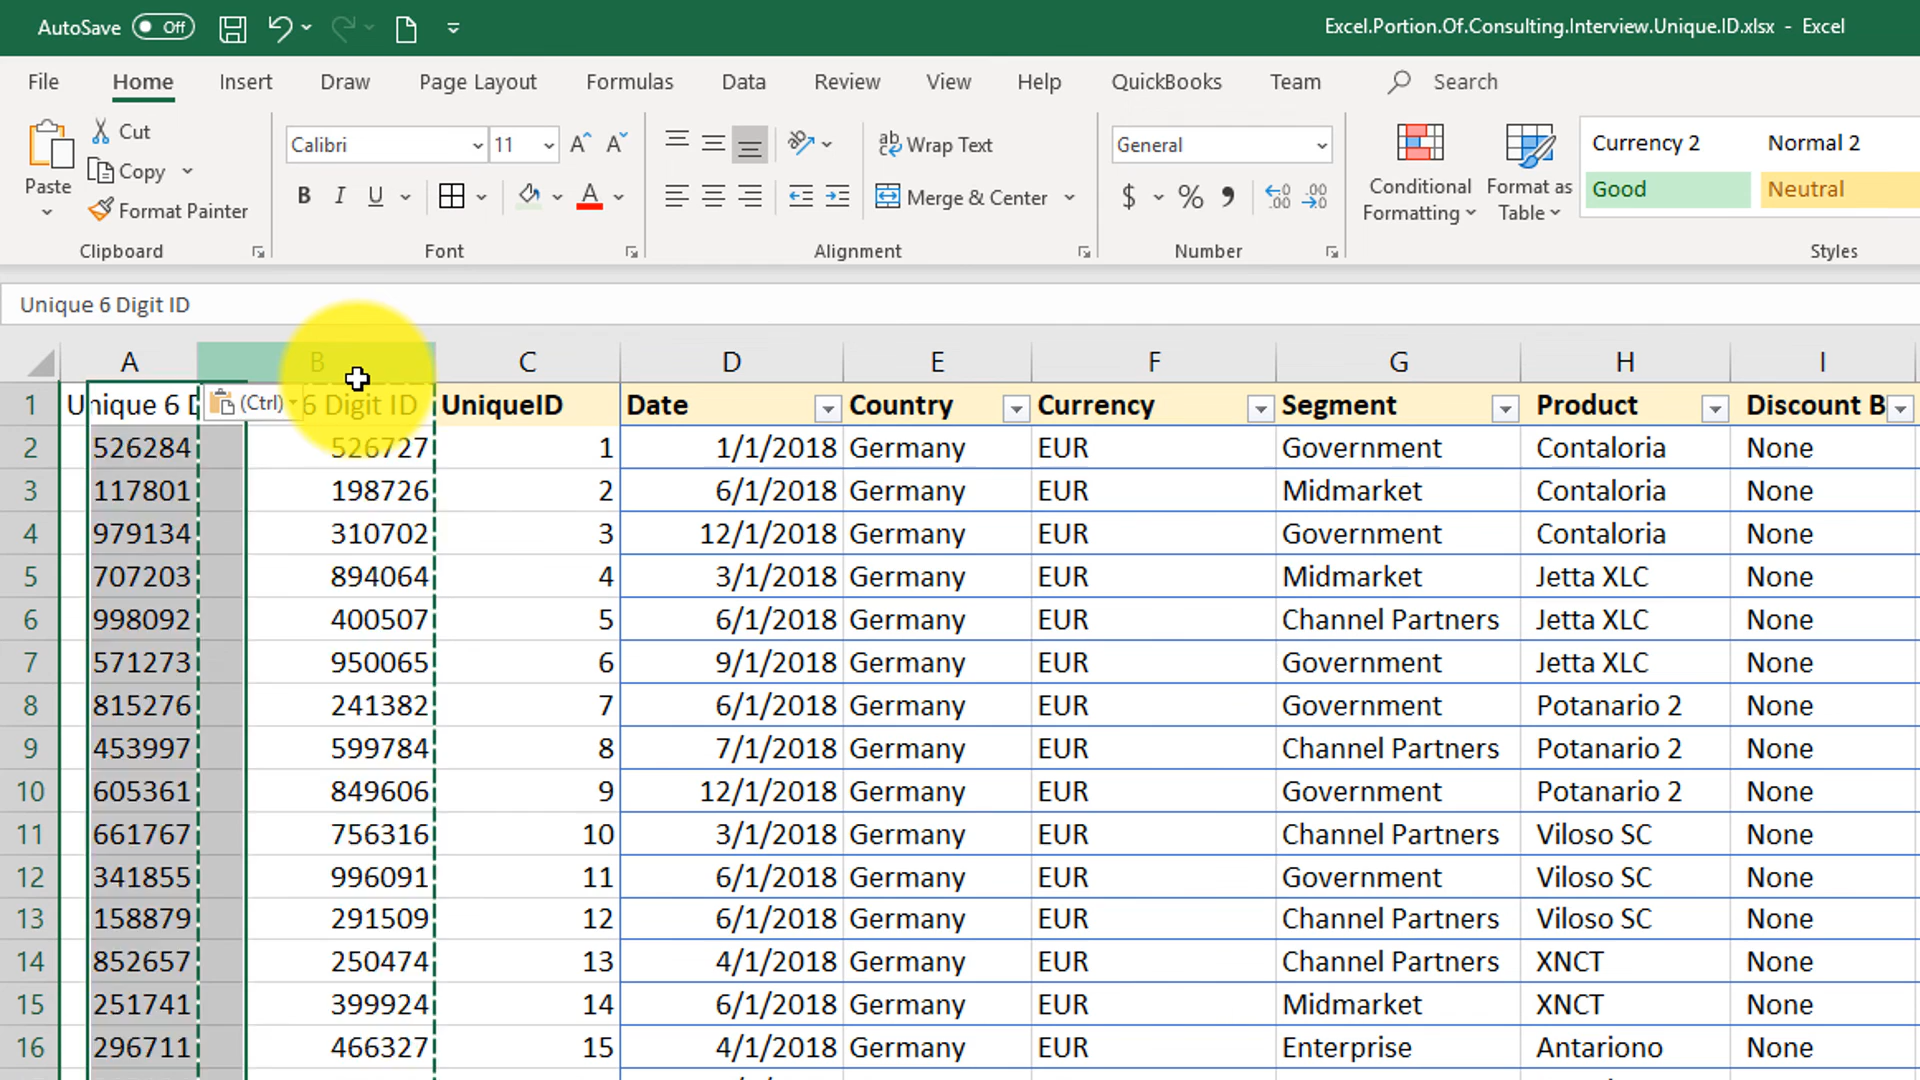 AutoSave Off Excel.Portion.Of.Consulting.Interview.Unique.ID.xlsx - Excel
File Home Insert Draw Page Layout Formulas Data Review View Help QuickBooks Team Search
Paste Cut Copy Format Painter
Clipboard
Calibri 11
B I U A
Font
ab Wrap Text
Merge & Center
Alignment
General
$ % 9
Number
Conditional Formatting
Format as Table
Currency 2 Normal 2
Good Neutral
Styles
Unique 6 Digit ID
A B C D E F G H I
1 Unique 6 D (Ctrl) 6 Digit ID UniqueID Date Country Currency Segment Product Discount B
2 526284 526727 1 1/1/2018 Germany EUR Government Contaloria None
3 117801 198726 2 6/1/2018 Germany EUR Midmarket Contaloria None
4 979134 310702 3 12/1/2018 Germany EUR Government Contaloria None
5 707203 894064 4 3/1/2018 Germany EUR Midmarket Jetta XLC None
6 998092 400507 5 6/1/2018 Germany EUR Channel Partners Jetta XLC None
7 571273 950065 6 9/1/2018 Germany EUR Government Jetta XLC None
8 815276 241382 7 6/1/2018 Germany EUR Government Potanario 2 None
9 453997 599784 8 7/1/2018 Germany EUR Channel Partners Potanario 2 None
10 605361 849606 9 12/1/2018 Germany EUR Government Potanario 2 None
11 661767 756316 10 3/1/2018 Germany EUR Channel Partners Viloso SC None
12 341855 996091 11 6/1/2018 Germany EUR Government Viloso SC None
13 158879 291509 12 6/1/2018 Germany EUR Channel Partners Viloso SC None
14 852657 250474 13 4/1/2018 Germany EUR Channel Partners XNCT None
15 251741 399924 14 6/1/2018 Germany EUR Midmarket XNCT None
16 296711 466327 15 4/1/2018 Germany EUR Enterprise Antariono None